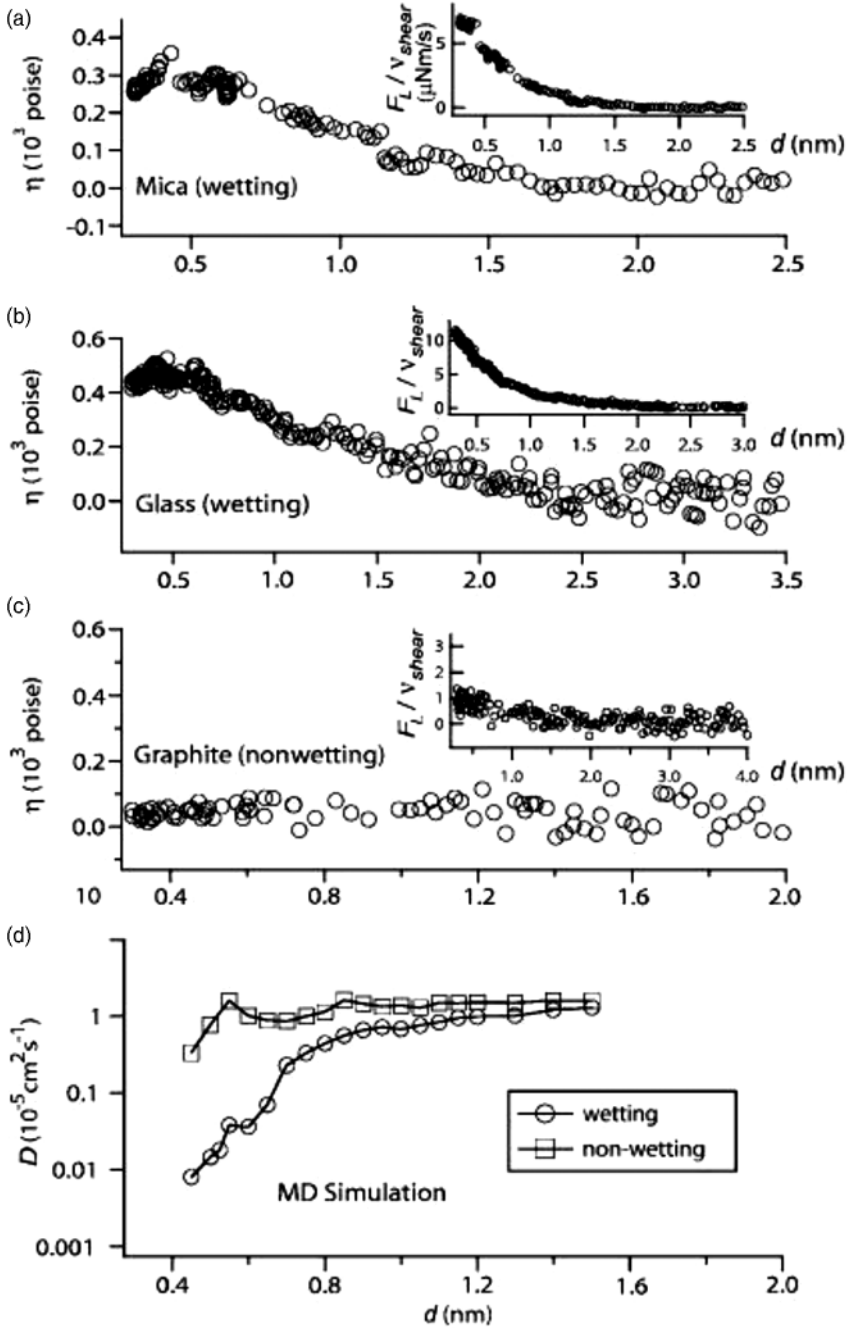 (a)
0.4
0.3
0.2
0.1
0.0
-0.1
η (10³ poise)
Mica (wetting)
0.5 1.0 1.5 2.0 2.5
F_L / ν_shear
(μNm/s)
5
0
0.5 1.0 1.5 2.0 2.5
d (nm)
(b)
0.6
0.4
0.2
0.0
η (10³ poise)
Glass (wetting)
0.5 1.0 1.5 2.0 2.5 3.0 3.5
F_L / ν_shear
10
5
0
0.5 1.0 1.5 2.0 2.5 3.0
d (nm)
(c)
0.6
0.4
0.2
0.0
η (10³ poise)
Graphite (nonwetting)
0.4 0.8 1.2 1.6 2.0
F_L / ν_shear
3
2
1
0
1.0 2.0 3.0 4.0
d (nm)
(d)
10
1
0.1
0.01
0.001
D (10⁻⁵cm²s⁻¹)
wetting
non-wetting
MD Simulation
0.4 0.8 1.2 1.6 2.0
d (nm)